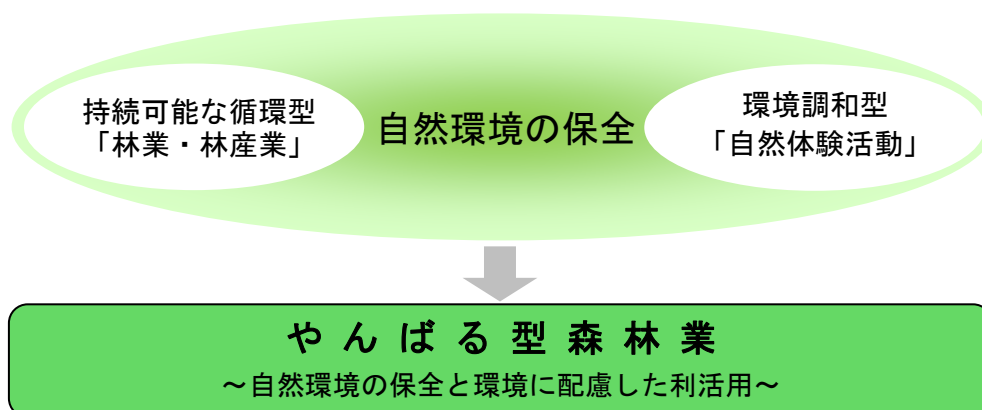 持続可能な循環型
「林業・林産業」
自然環境の保全
環境調和型
「自然体験活動」
やんばる型森林業
～自然環境の保全と環境に配慮した利活用～